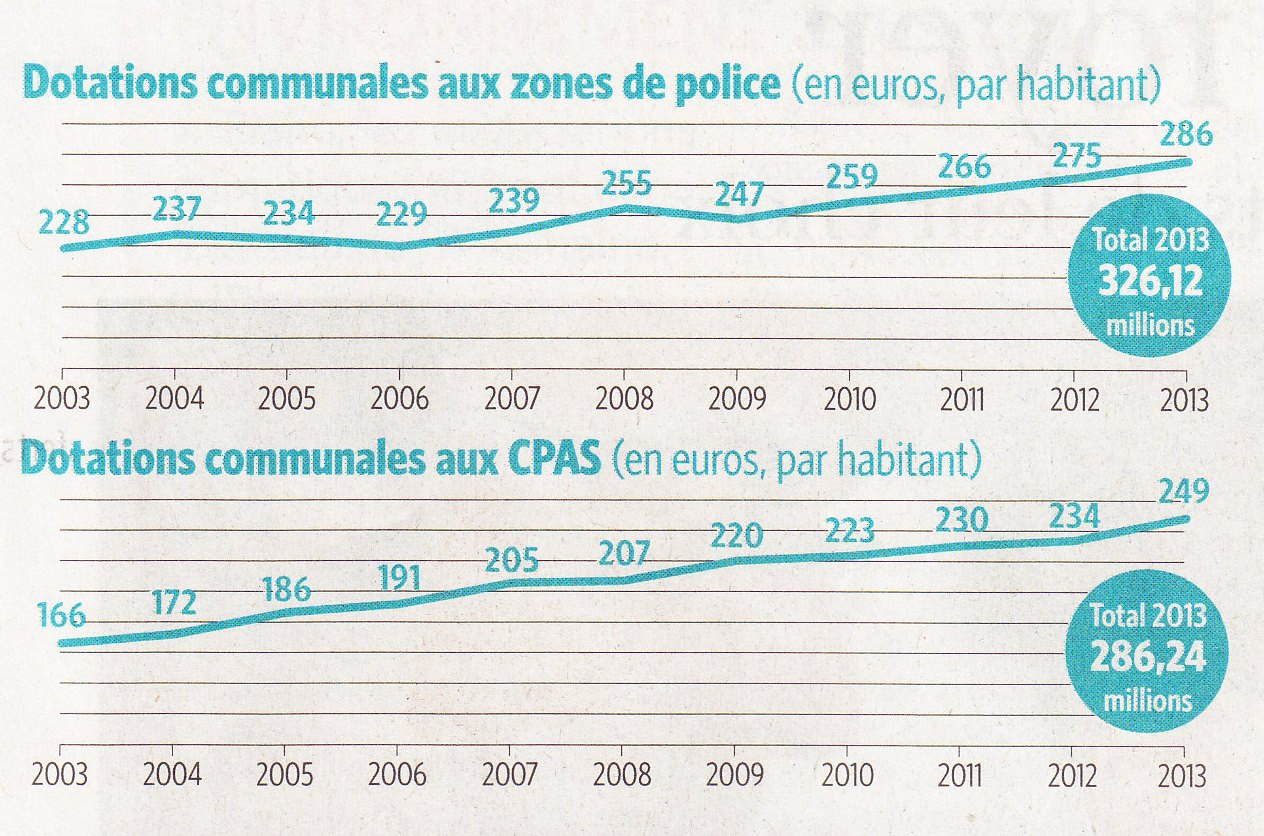 Dotations communales aux zones de police (en euros, par habitant)
228 237 234 229 239 255 247 259 266 275 286
Total 2013
326,12
millions
2003 2004 2005 2006 2007 2008 2009 2010 2011 2012 2013
Dotations communales aux CPAS (en euros, par habitant)
166 172 186 191 205 207 220 223 230 234 249
Total 2013
286,24
millions
2003 2004 2005 2006 2007 2008 2009 2010 2011 2012 2013